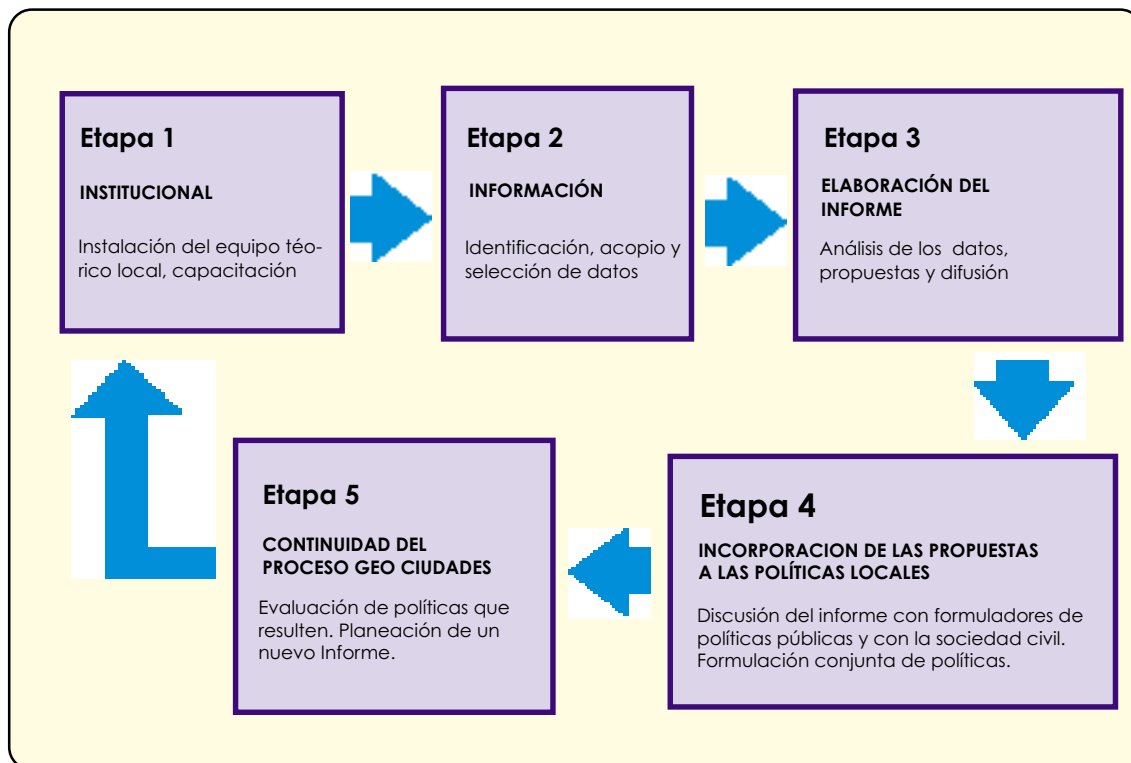 Etapa 1
INSTITUCIONAL
Instalación del equipo téo-
rico local, capacitación
Etapa 2
INFORMACIÓN
Identificación, acopio y
selección de datos
Etapa 3
ELABORACIÓN DEL
INFORME
Análisis de los datos,
propuestas y difusión
Etapa 4
INCORPORACION DE LAS PROPUESTAS
A LAS POLÍTICAS LOCALES
Discusión del informe con formuladores de
políticas públicas y con la sociedad civil.
Formulación conjunta de políticas.
Etapa 5
CONTINUIDAD DEL
PROCESO GEO CIUDADES
Evaluación de políticas que
resulten. Planeación de un
nuevo Informe.